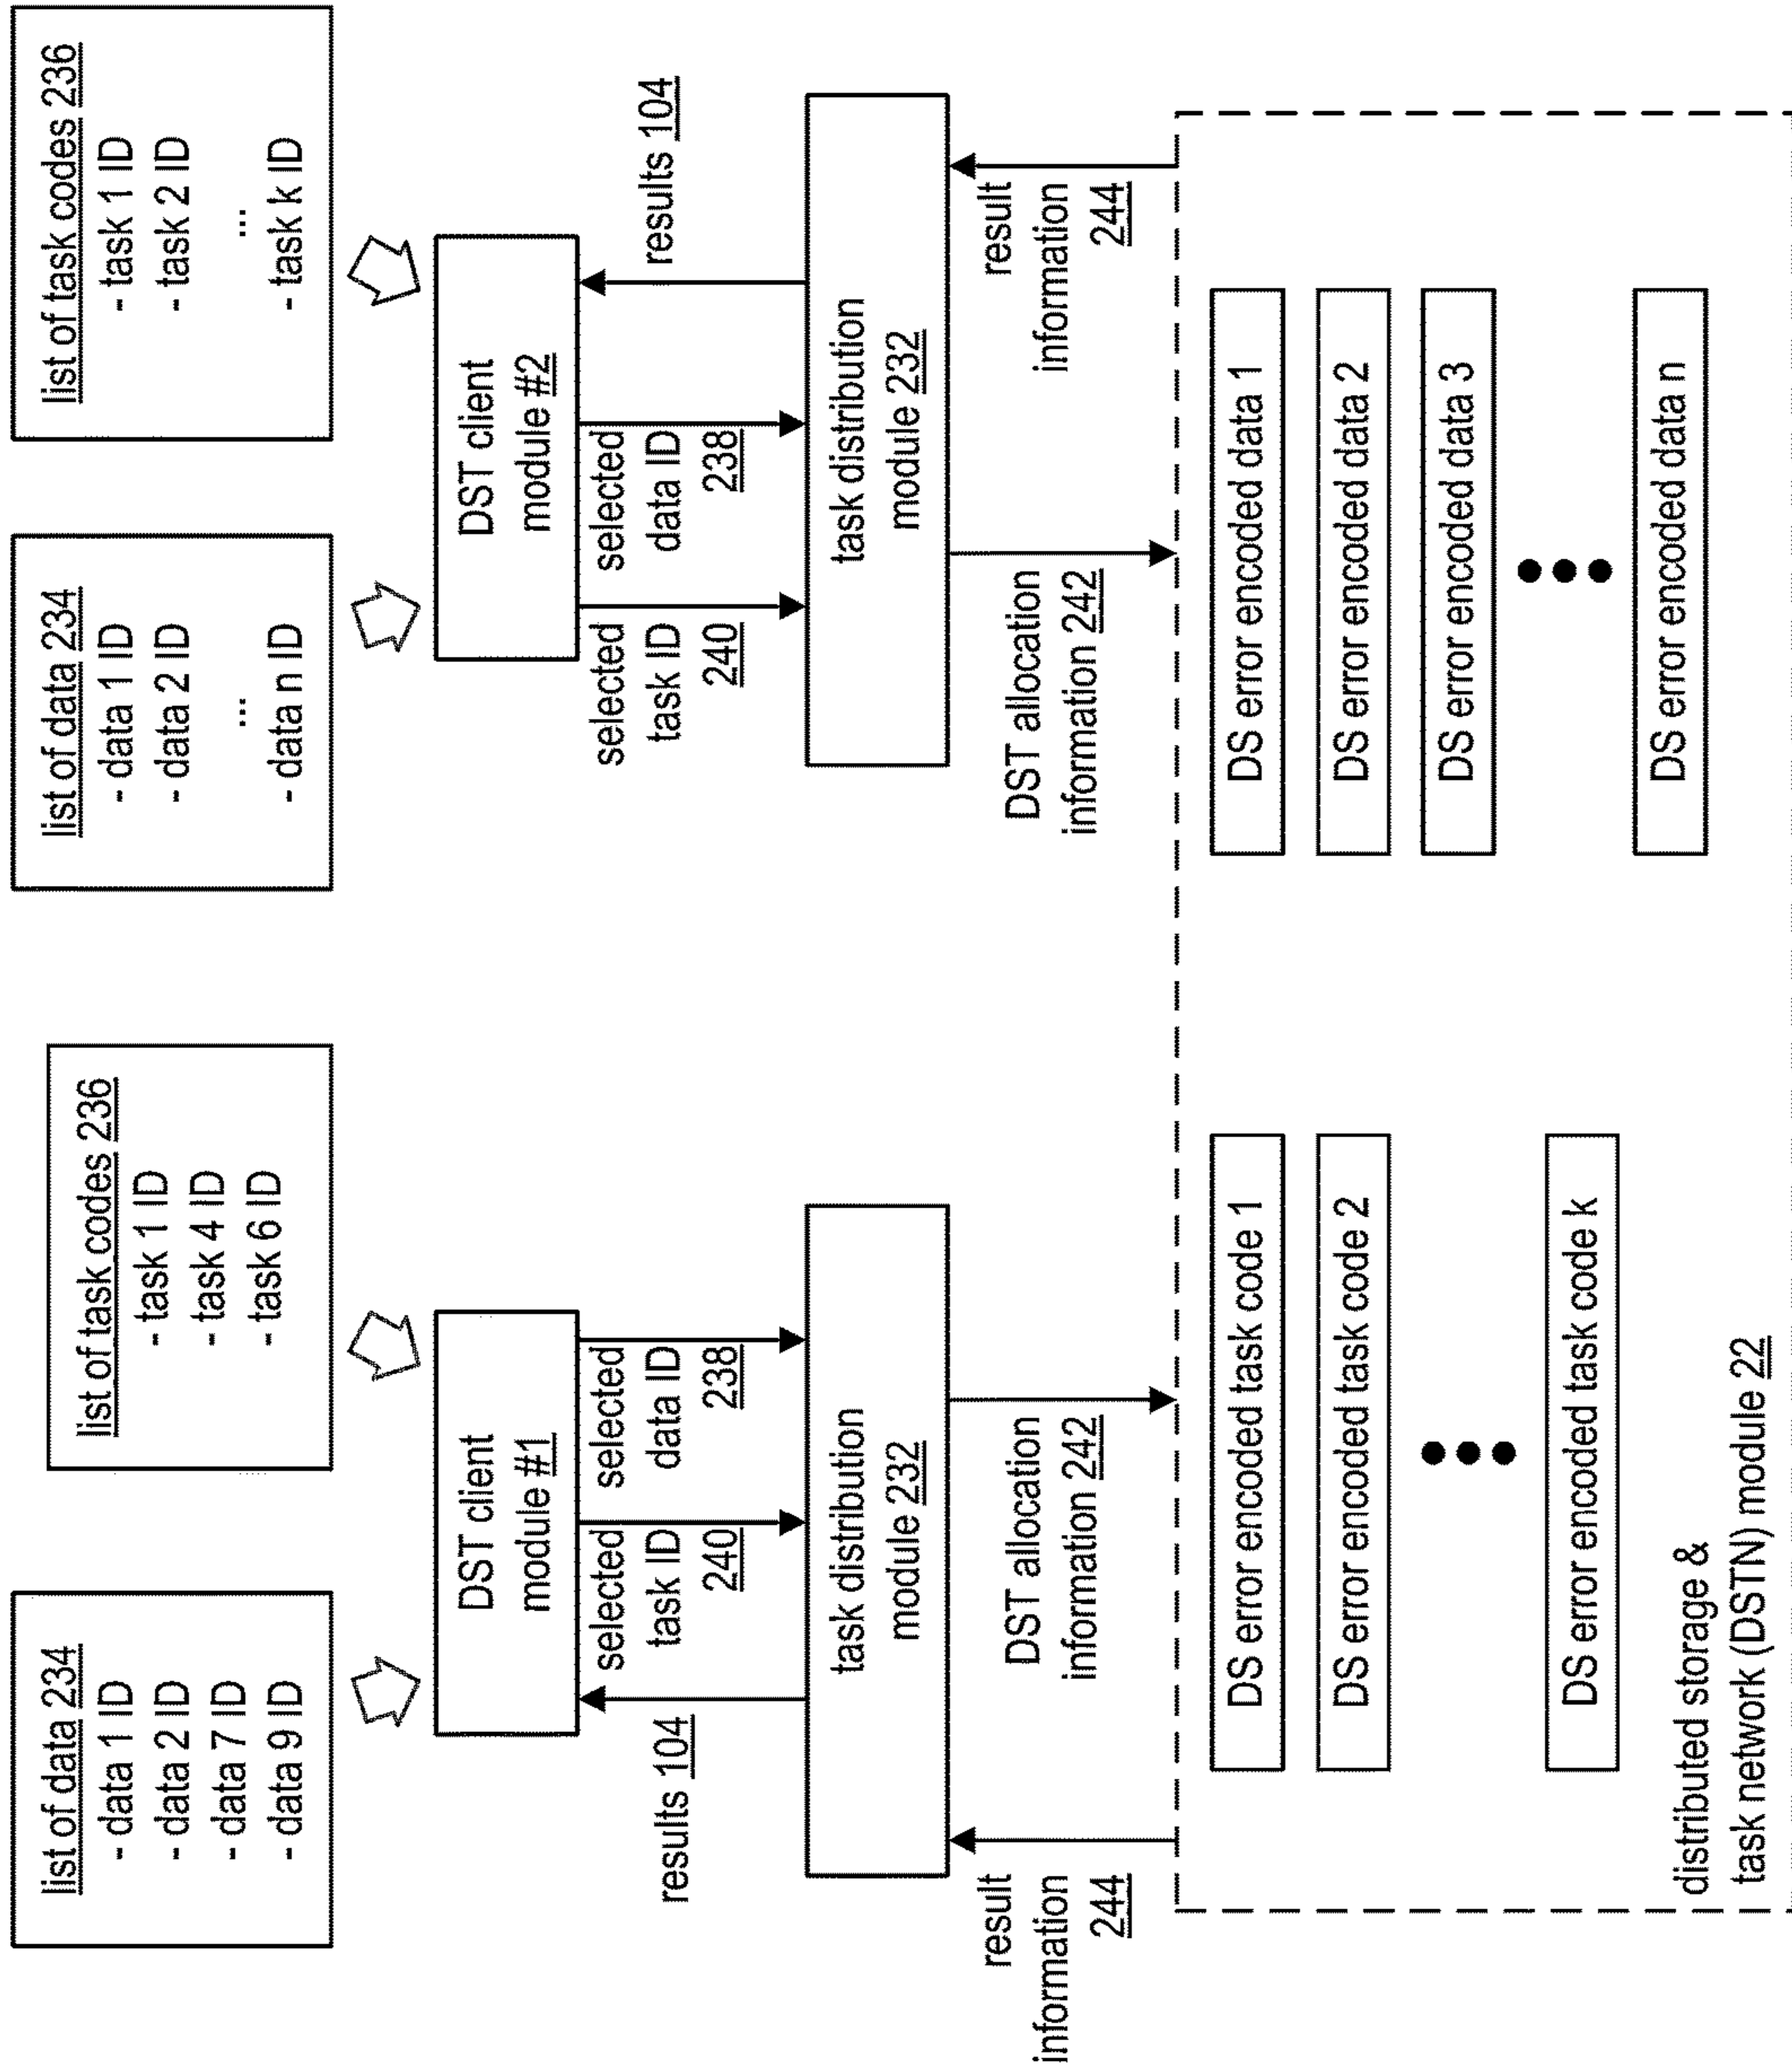 list of data 234
- data 1 ID
- data 2 ID
- data 7 ID
- data 9 ID
list of task codes 236
- task 1 ID
- task 4 ID
- task 6 ID
list of data 234
- data 1 ID
- data 2 ID
...
- data n ID
list of task codes 236
- task 1 ID
- task 2 ID
...
- task k ID
DST client
module #1
DST client
module #2
results 104
selected
task ID
240
selected
data ID
238
selected
task ID
240
selected
data ID
238
results 104
task distribution
module 232
task distribution
module 232
result
information
244
DST allocation
information 242
DST allocation
information 242
result
information
244
DS error encoded task code 1
DS error encoded task code 2
DS error encoded task code k
DS error encoded data 1
DS error encoded data 2
DS error encoded data 3
DS error encoded data n
distributed storage &
task network (DSTN) module 22